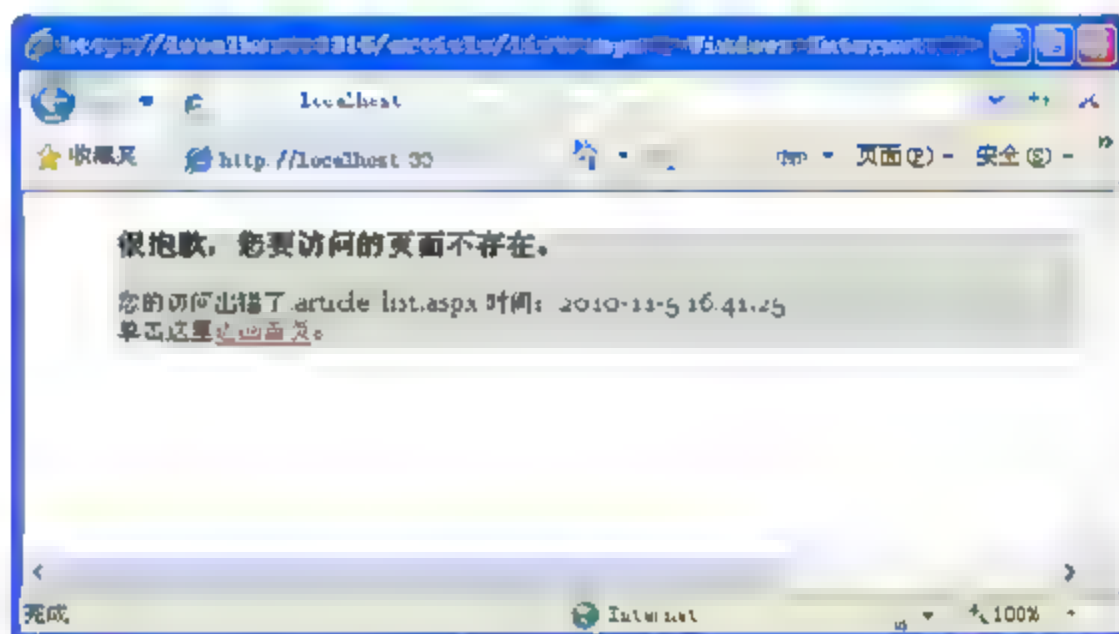 localhost
收藏夹 http://localhost 33 页面(P) 安全(S) »
很抱歉，您要访问的页面不存在。
您的访问出错了 article list.aspx 时间：2010-11-5 16:41:25
单击这里返回首页。
完成 Internet 100%